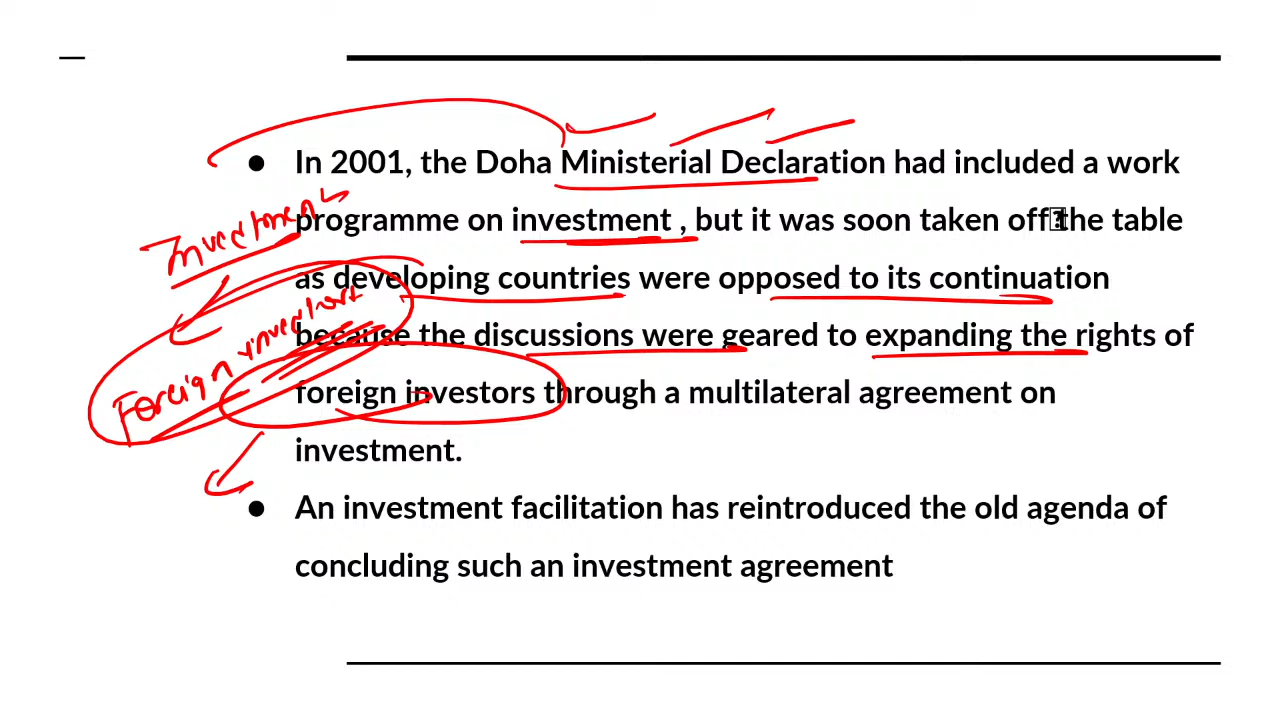 ● In 2001, the Doha Ministerial Declaration had included a work
programme on investment , but it was soon taken off the table
as developing countries were opposed to its continuation
because the discussions were geared to expanding the rights of
foreign investors through a multilateral agreement on
investment.
● An investment facilitation has reintroduced the old agenda of
concluding such an investment agreement
Investment
Foreign